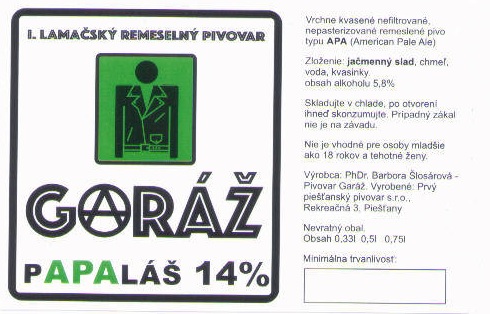 I. LAMAČSKÝ REMESELNÝ PIVOVAR
GARÁŽ
PAPALÁŠ 14%
Vrchne kvasené nefiltrované,
nepasterizované remeslené pivo
typu APA (American Pale Ale)
Zloženie: jačmenný slad, chmeľ,
voda, kvasinky.
obsah alkoholu 5,8%
Skladujte v chlade, po otvorení
ihneď skonzumujte. Prípadný zákal
nie je na závadu.
Nie je vhodné pre osoby mladšie
ako 18 rokov a tehotné ženy.
Výrobca: PhDr. Barbora Šlosárová -
Pivovar Garáž. Vyrobené: Prvý
piešťanský pivovar s.r.o.,
Rekreačná 3, Piešťany
Nevratný obal.
Obsah 0,33l 0,5l 0,75l
Minimálna trvanlivosť: